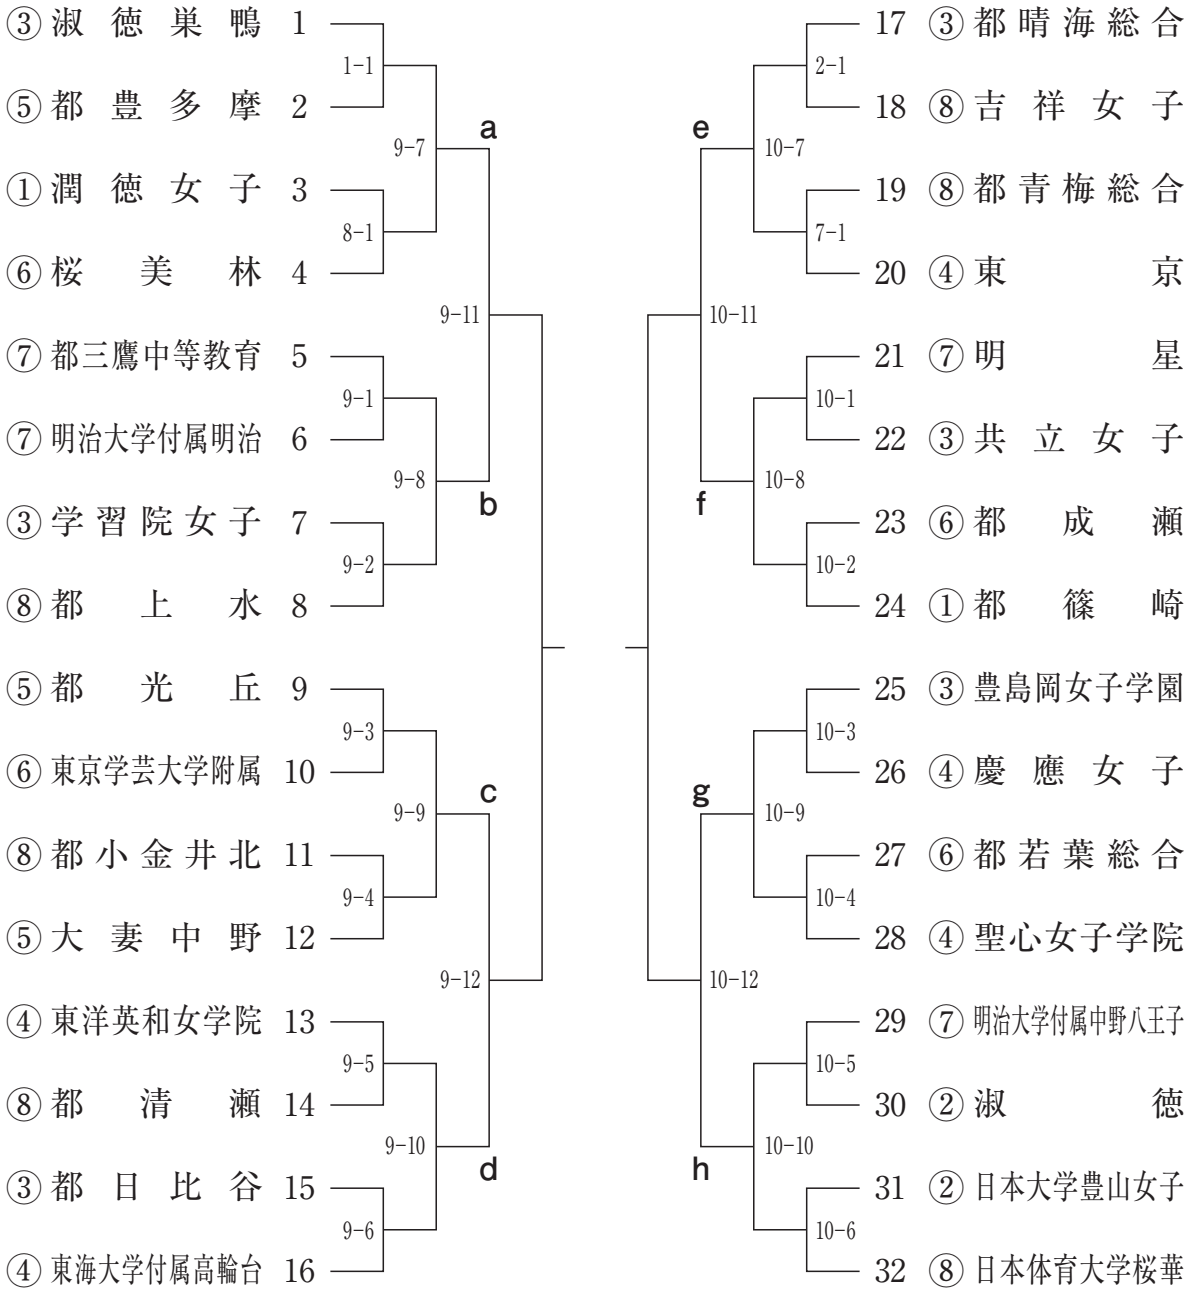 ③ 淑徳巣鴨 1
1-1
⑤ 都豊多摩 2
a
9-7
① 潤徳女子 3
8-1
⑥ 桜美林 4
9-11
⑦ 都三鷹中等教育 5
9-1
⑦ 明治大学付属明治 6
9-8
b
③ 学習院女子 7
9-2
⑧ 都上水 8
⑤ 都光丘 9
9-3
⑥ 東京学芸大学附属 10
c
9-9
⑧ 都小金井北 11
9-4
⑤ 大妻中野 12
9-12
④ 東洋英和女学院 13
9-5
⑧ 都清瀬 14
9-10
d
③ 都日比谷 15
9-6
④ 東海大学付属高輪台 16
17 ③ 都晴海総合
2-1
18 ⑧ 吉祥女子
e
10-7
19 ⑧ 都青梅総合
7-1
20 ④ 東京
10-11
21 ⑦ 明星
10-1
22 ③ 共立女子
10-8
f
23 ⑥ 都成瀬
10-2
24 ① 都篠崎
25 ③ 豊島岡女子学園
10-3
26 ④ 慶應女子
g
10-9
27 ⑥ 都若葉総合
10-4
28 ④ 聖心女子学院
10-12
29 ⑦ 明治大学付属中野八王子
10-5
30 ② 淑徳
10-10
h
31 ② 日本大学豊山女子
10-6
32 ⑧ 日本体育大学桜華